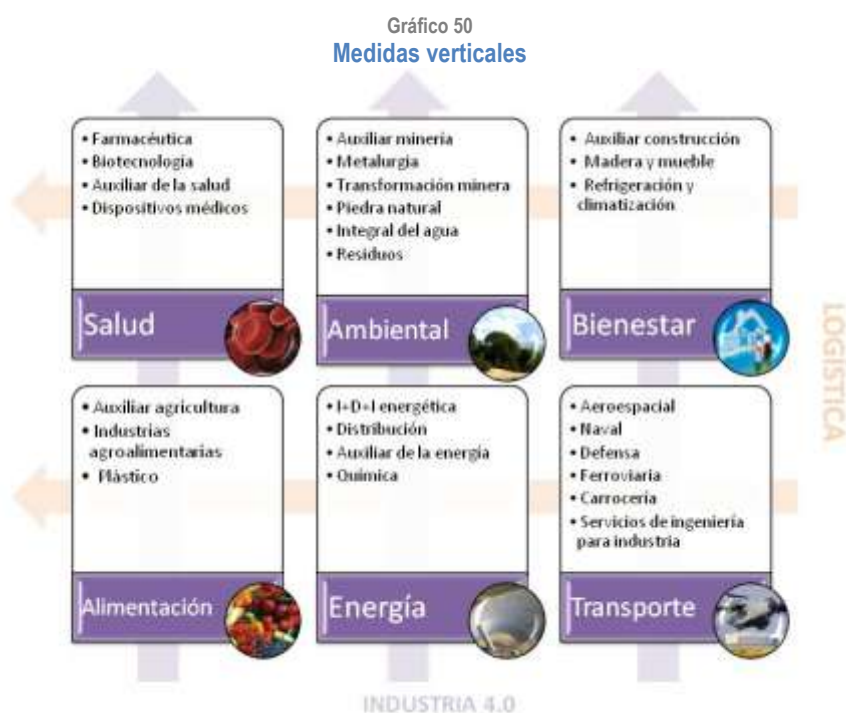 Gráfico 50
Medidas verticales
• Farmacéutica
• Biotecnología
• Auxiliar de la salud
• Dispositivos médicos
Salud
• Auxiliar minería
• Metalurgia
• Transformación minera
• Piedra natural
• Integral del agua
• Residuos
Ambiental
• Auxiliar construcción
• Madera y mueble
• Refrigeración y
climatización
Bienestar
• Auxiliar agricultura
• Industrias
agroalimentarias
• Plástico
Alimentación
• I+D+I energética
• Distribución
• Auxiliar de la energía
• Química
Energía
• Aeroespacial
• Naval
• Defensa
• Ferroviaria
• Carrocería
• Servicios de ingeniería
para industria
Transporte
LOGISTICA
INDUSTRIA 4.0